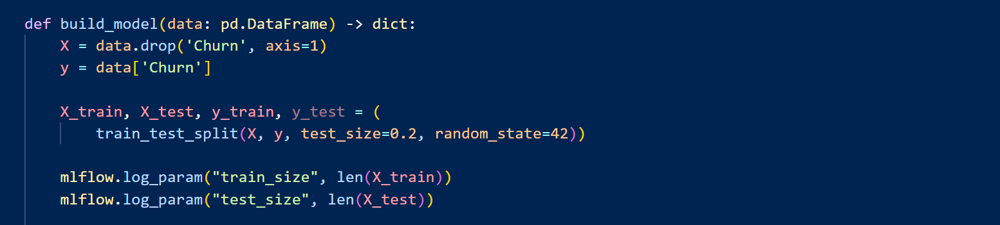 def build_model(data: pd.DataFrame) -> dict:
    X = data.drop('Churn', axis=1)
    y = data['Churn']
    X_train, X_test, y_train, y_test = (
        train_test_split(X, y, test_size=0.2, random_state=42))
    mlflow.log_param("train_size", len(X_train))
    mlflow.log_param("test_size", len(X_test))